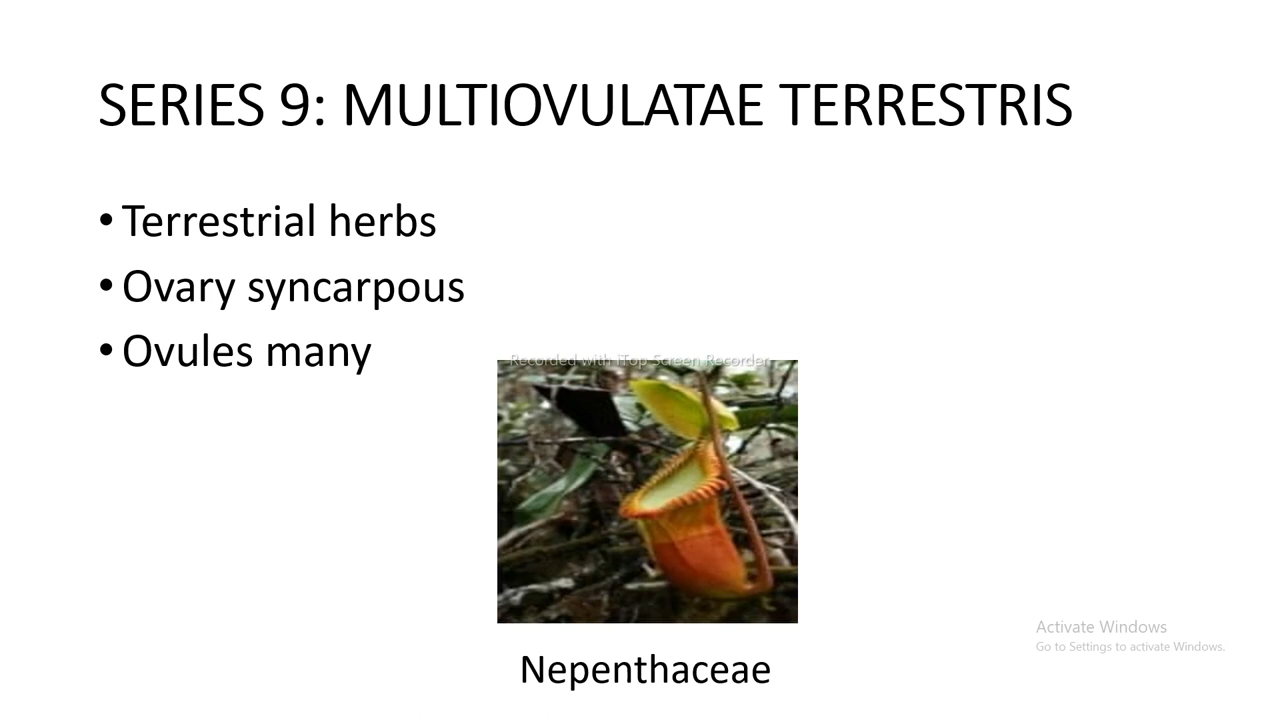 SERIES 9: MULTIOVULATAE TERRESTRIS
• Terrestrial herbs
• Ovary syncarpous
• Ovules many
Recorded with iTop Screen Recorder
Nepenthaceae
Activate Windows
Go to Settings to activate Windows.